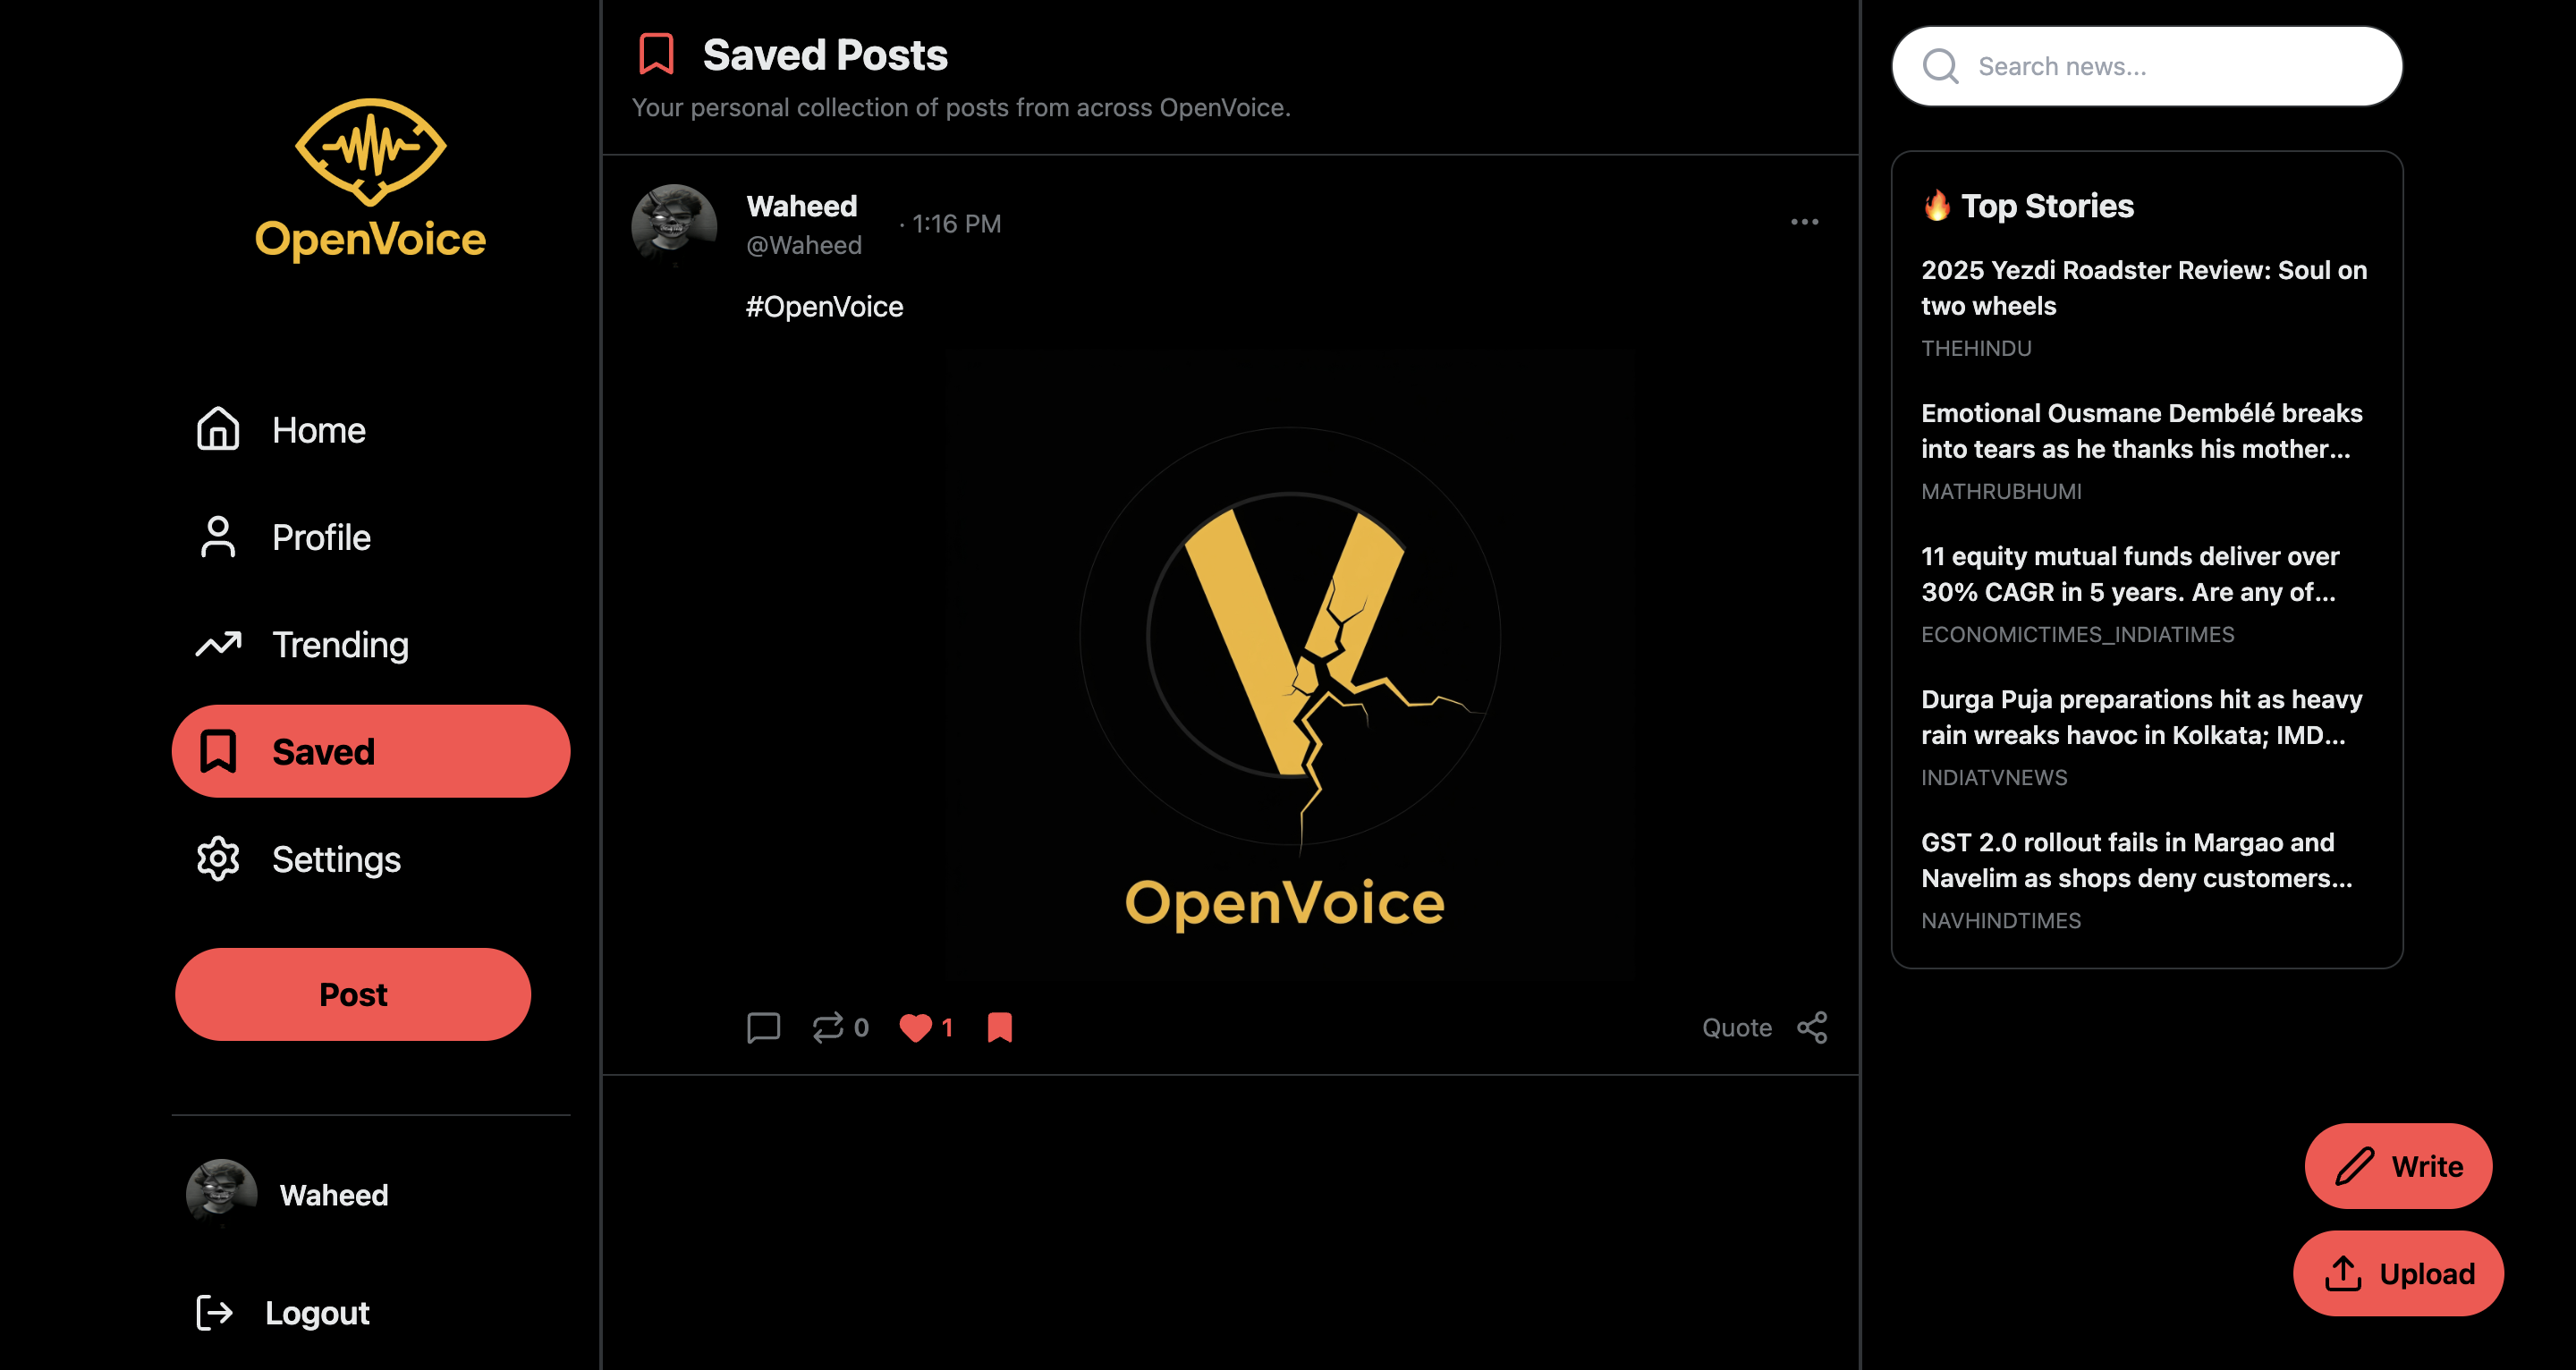 OpenVoice
Home
Profile
Trending
Saved
Settings
Post
Waheed
Logout
Saved Posts
Your personal collection of posts from across OpenVoice.
Waheed
· 1:16 PM
@Waheed
#OpenVoice
OpenVoice
0
1
Quote
Search news...
🔥 Top Stories
2025 Yezdi Roadster Review: Soul on
two wheels
THEHINDU
Emotional Ousmane Dembélé breaks
into tears as he thanks his mother...
MATHRUBHUMI
11 equity mutual funds deliver over
30% CAGR in 5 years. Are any of...
ECONOMICTIMES_INDIATIMES
Durga Puja preparations hit as heavy
rain wreaks havoc in Kolkata; IMD...
INDIATVNEWS
GST 2.0 rollout fails in Margao and
Navelim as shops deny customers...
NAVHINDTIMES
Write
Upload